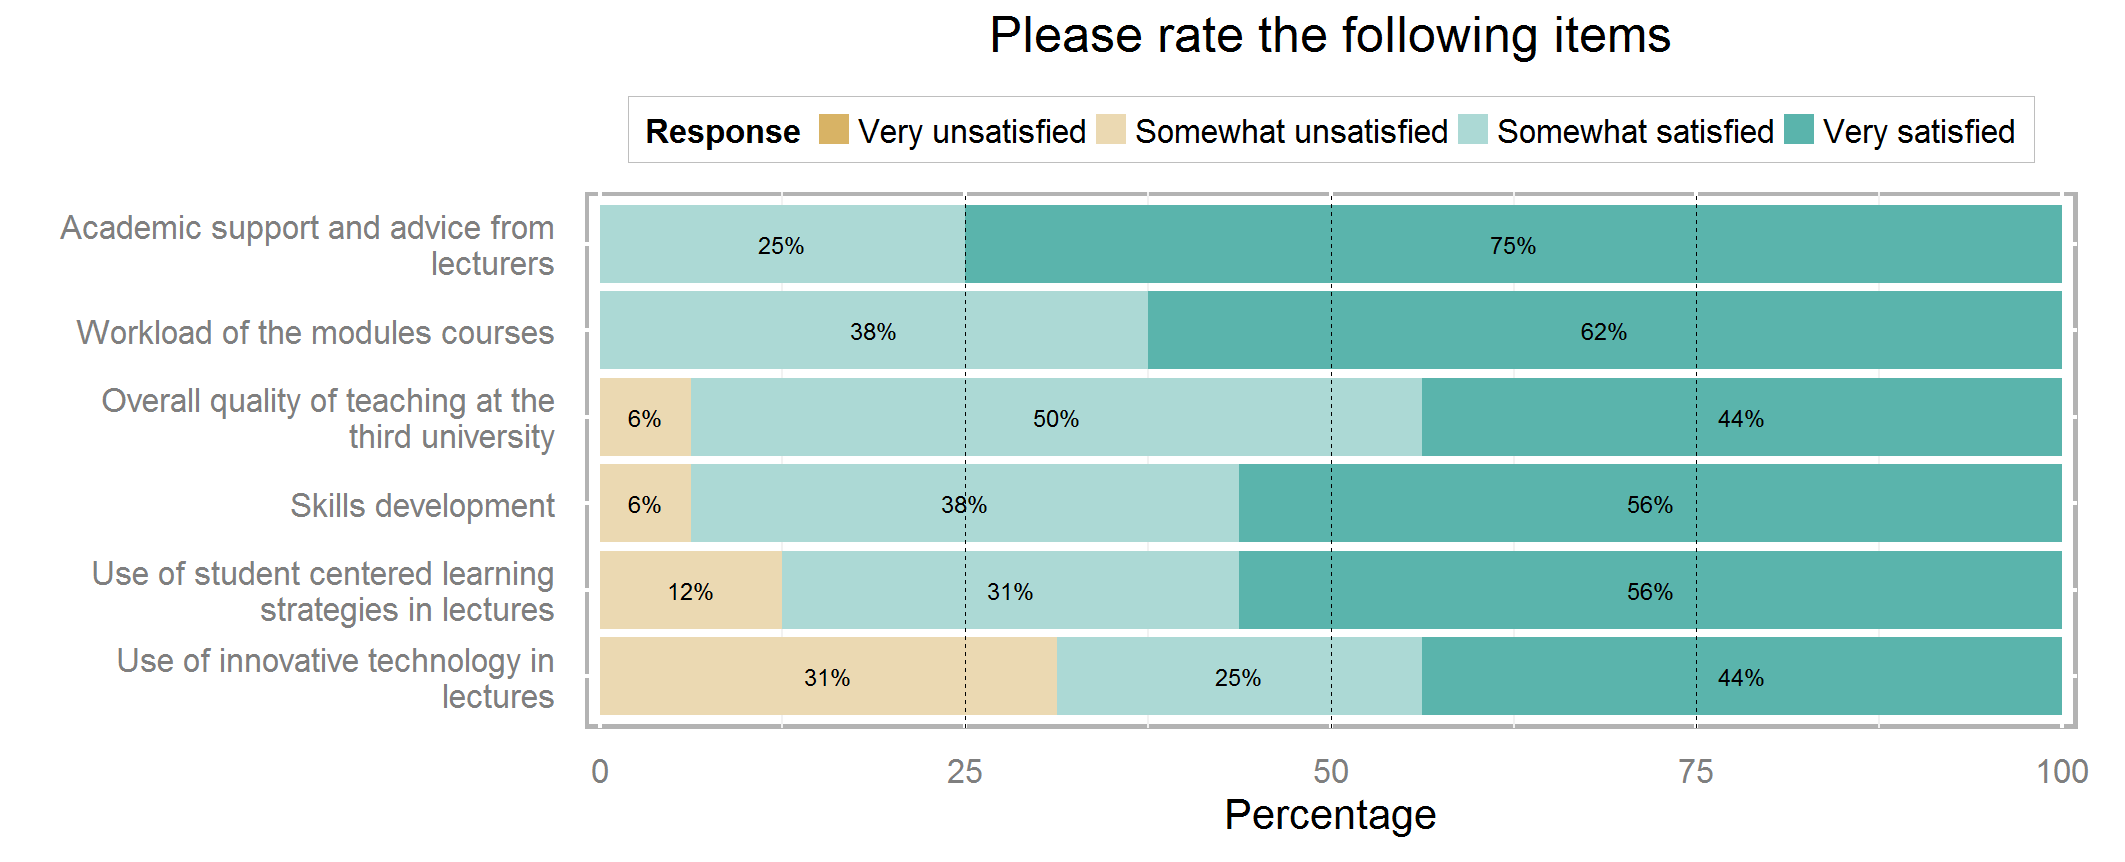 Please rate the following items
Response Very unsatisfied Somewhat unsatisfied Somewhat satisfied Very satisfied
Academic support and advice from
lecturers
25% 75%
Workload of the modules courses
38% 62%
Overall quality of teaching at the
third university
6% 50% 44%
Skills development
6% 38% 56%
Use of student centered learning
strategies in lectures
12% 31% 56%
Use of innovative technology in
lectures
31% 25% 44%
0 25 50 75 100
Percentage